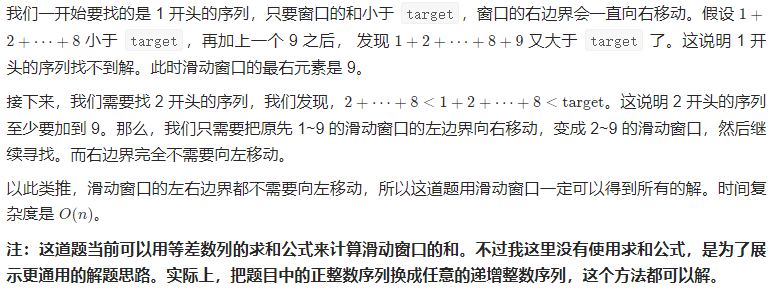 我们一开始要找的是 1 开头的序列，只要窗口的和小于 target，窗口的右边界会一直向右移动。假设 1 +
2 + ⋯ + 8 小于 target，再加上一个 9 之后， 发现 1 + 2 + ⋯ + 8 + 9 又大于 target 了。这说明 1 开
头的序列找不到解。此时滑动窗口的最右元素是 9。
接下来，我们需要找 2 开头的序列，我们发现，2 + ⋯ + 8 < 1 + 2 + ⋯ + 8 < target。这说明 2 开头的序列
至少要加到 9。那么，我们只需要把原先 1~9 的滑动窗口的左边界向右移动，变成 2~9 的滑动窗口，然后继
续寻找。而右边界完全不需要向左移动。
以此类推，滑动窗口的左右边界都不需要向左移动，所以这道题用滑动窗口一定可以得到所有的解。时间复
杂度是 O(n)。
注：这道题当前可以用等差数列的求和公式来计算滑动窗口的和。不过我这里没有使用求和公式，是为了展
示更通用的解题思路。实际上，把题目中的正整数序列换成任意的递增整数序列，这个方法都可以解。